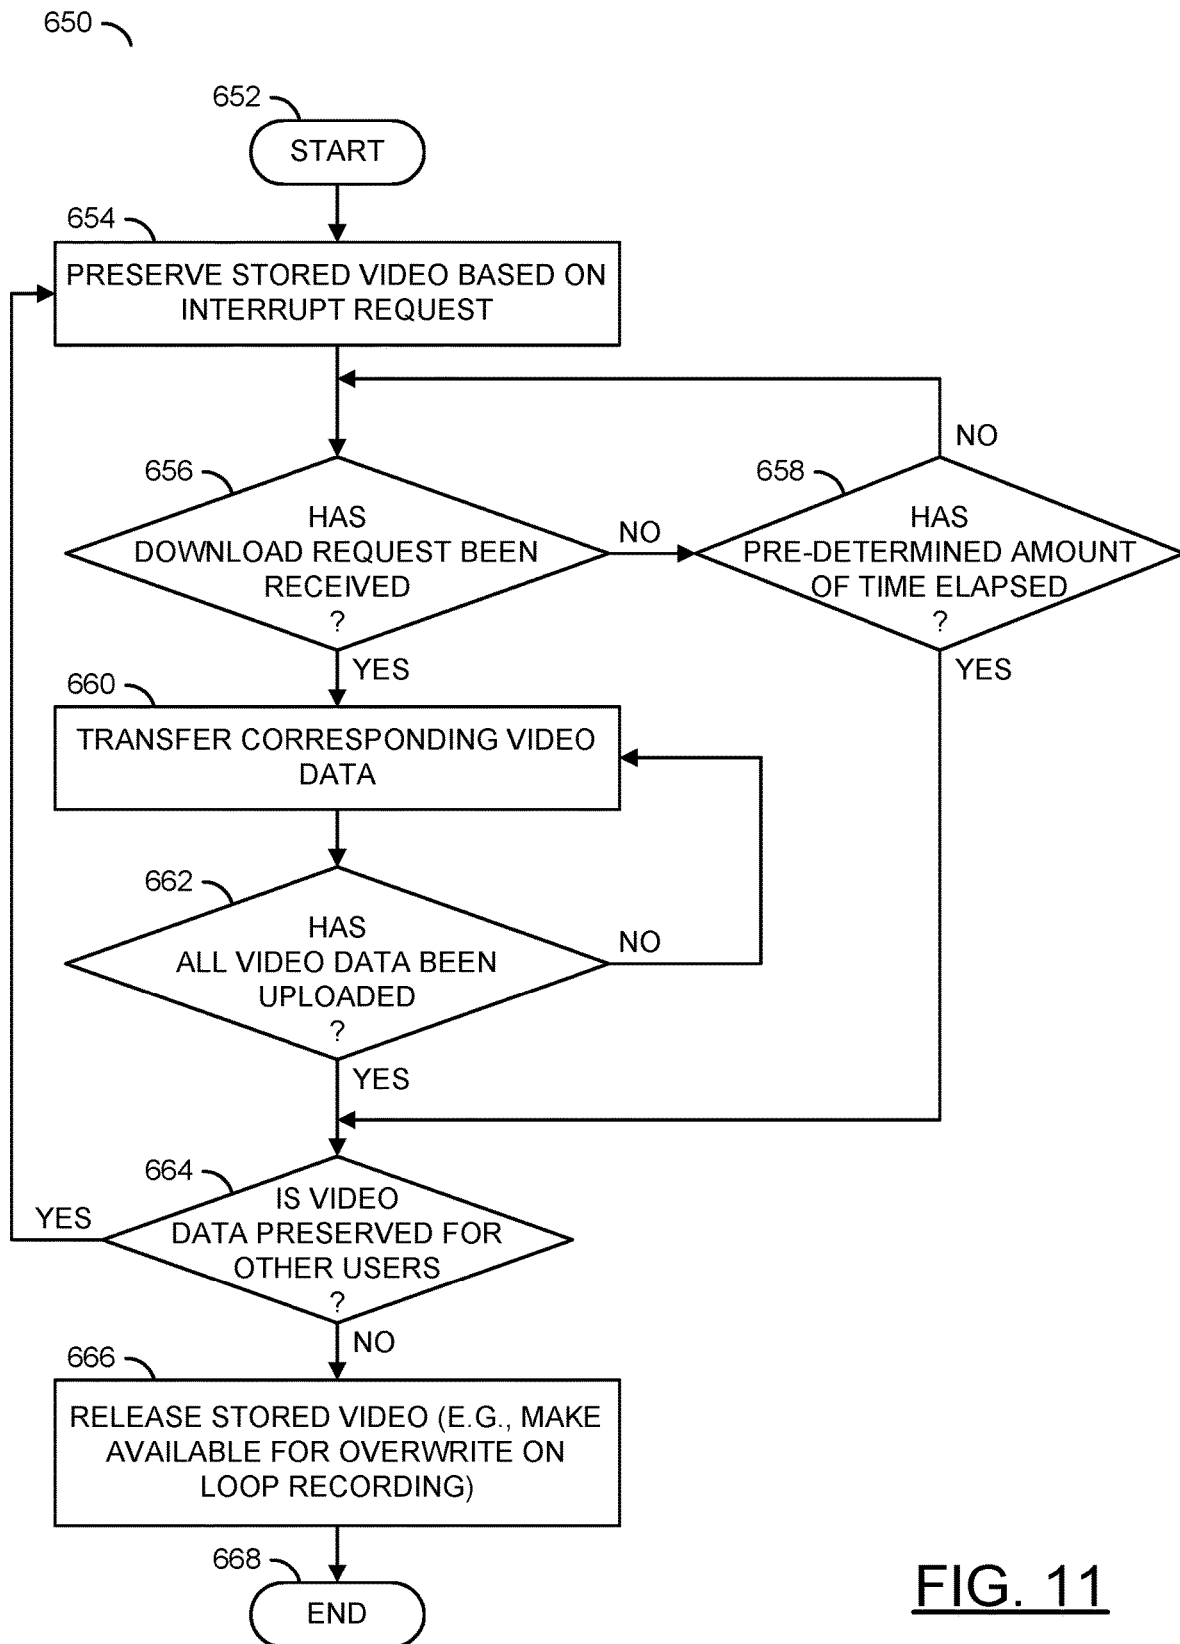 650
652
START
654
PRESERVE STORED VIDEO BASED ON
INTERRUPT REQUEST
NO
656
HAS
DOWNLOAD REQUEST BEEN
RECEIVED
?
NO
658
HAS
PRE-DETERMINED AMOUNT
OF TIME ELAPSED
?
YES
YES
660
TRANSFER CORRESPONDING VIDEO
DATA
662
HAS
ALL VIDEO DATA BEEN
UPLOADED
?
NO
YES
664
IS VIDEO
DATA PRESERVED FOR
OTHER USERS
?
YES
NO
666
RELEASE STORED VIDEO (E.G., MAKE
AVAILABLE FOR OVERWRITE ON
LOOP RECORDING)
668
END
FIG. 11